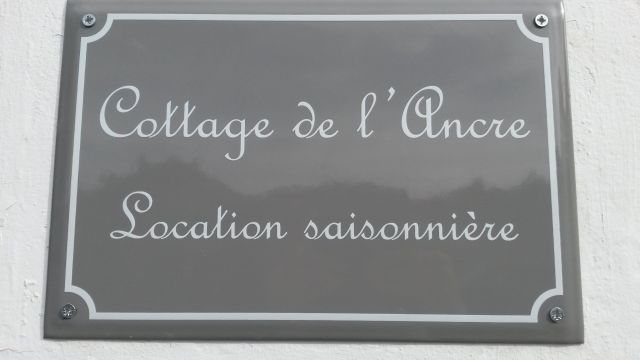 Cottage de l'Ancre
Location saisonnière